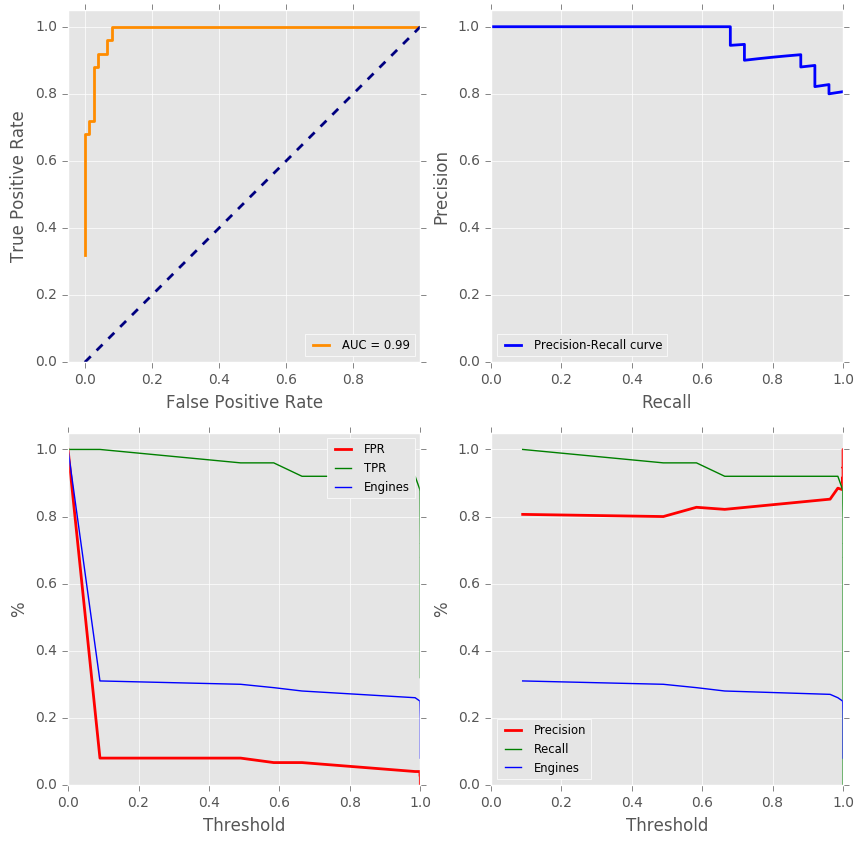 1.0
0.8
0.6
0.4
0.2
0.0
True Positive Rate
0.0 0.2 0.4 0.6 0.8
False Positive Rate
AUC = 0.99
1.0
0.8
0.6
0.4
0.2
0.0
Precision
0.0 0.2 0.4 0.6 0.8 1.0
Recall
Precision-Recall curve
1.0
0.8
0.6
0.4
0.2
0.0
%
0.0 0.2 0.4 0.6 0.8 1.0
Threshold
FPR
TPR
Engines
1.0
0.8
0.6
0.4
0.2
0.0
%
0.0 0.2 0.4 0.6 0.8 1.0
Threshold
Precision
Recall
Engines